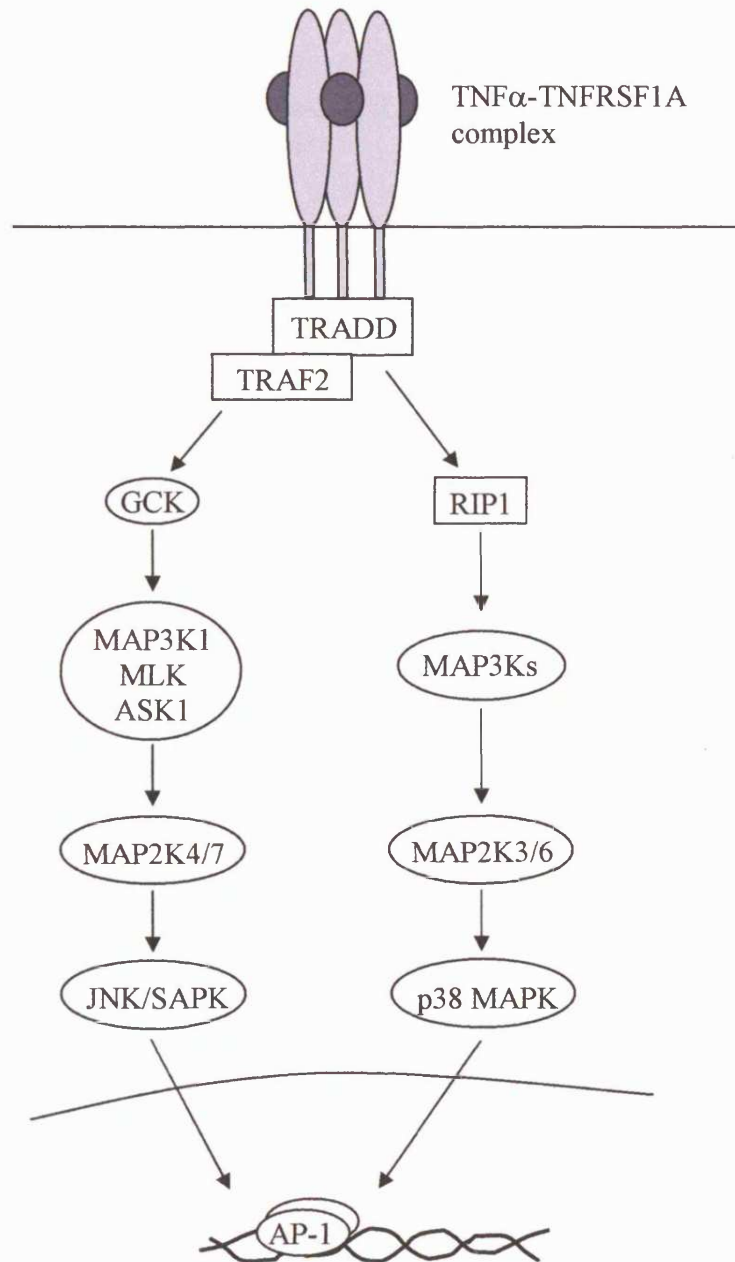 TNFα-TNFRSF1A
complex
TRADD
TRAF2
GCK
RIP1
MAP3K1
MLK
ASK1
MAP3Ks
MAP2K4/7
MAP2K3/6
JNK/SAPK
p38 MAPK
AP-1